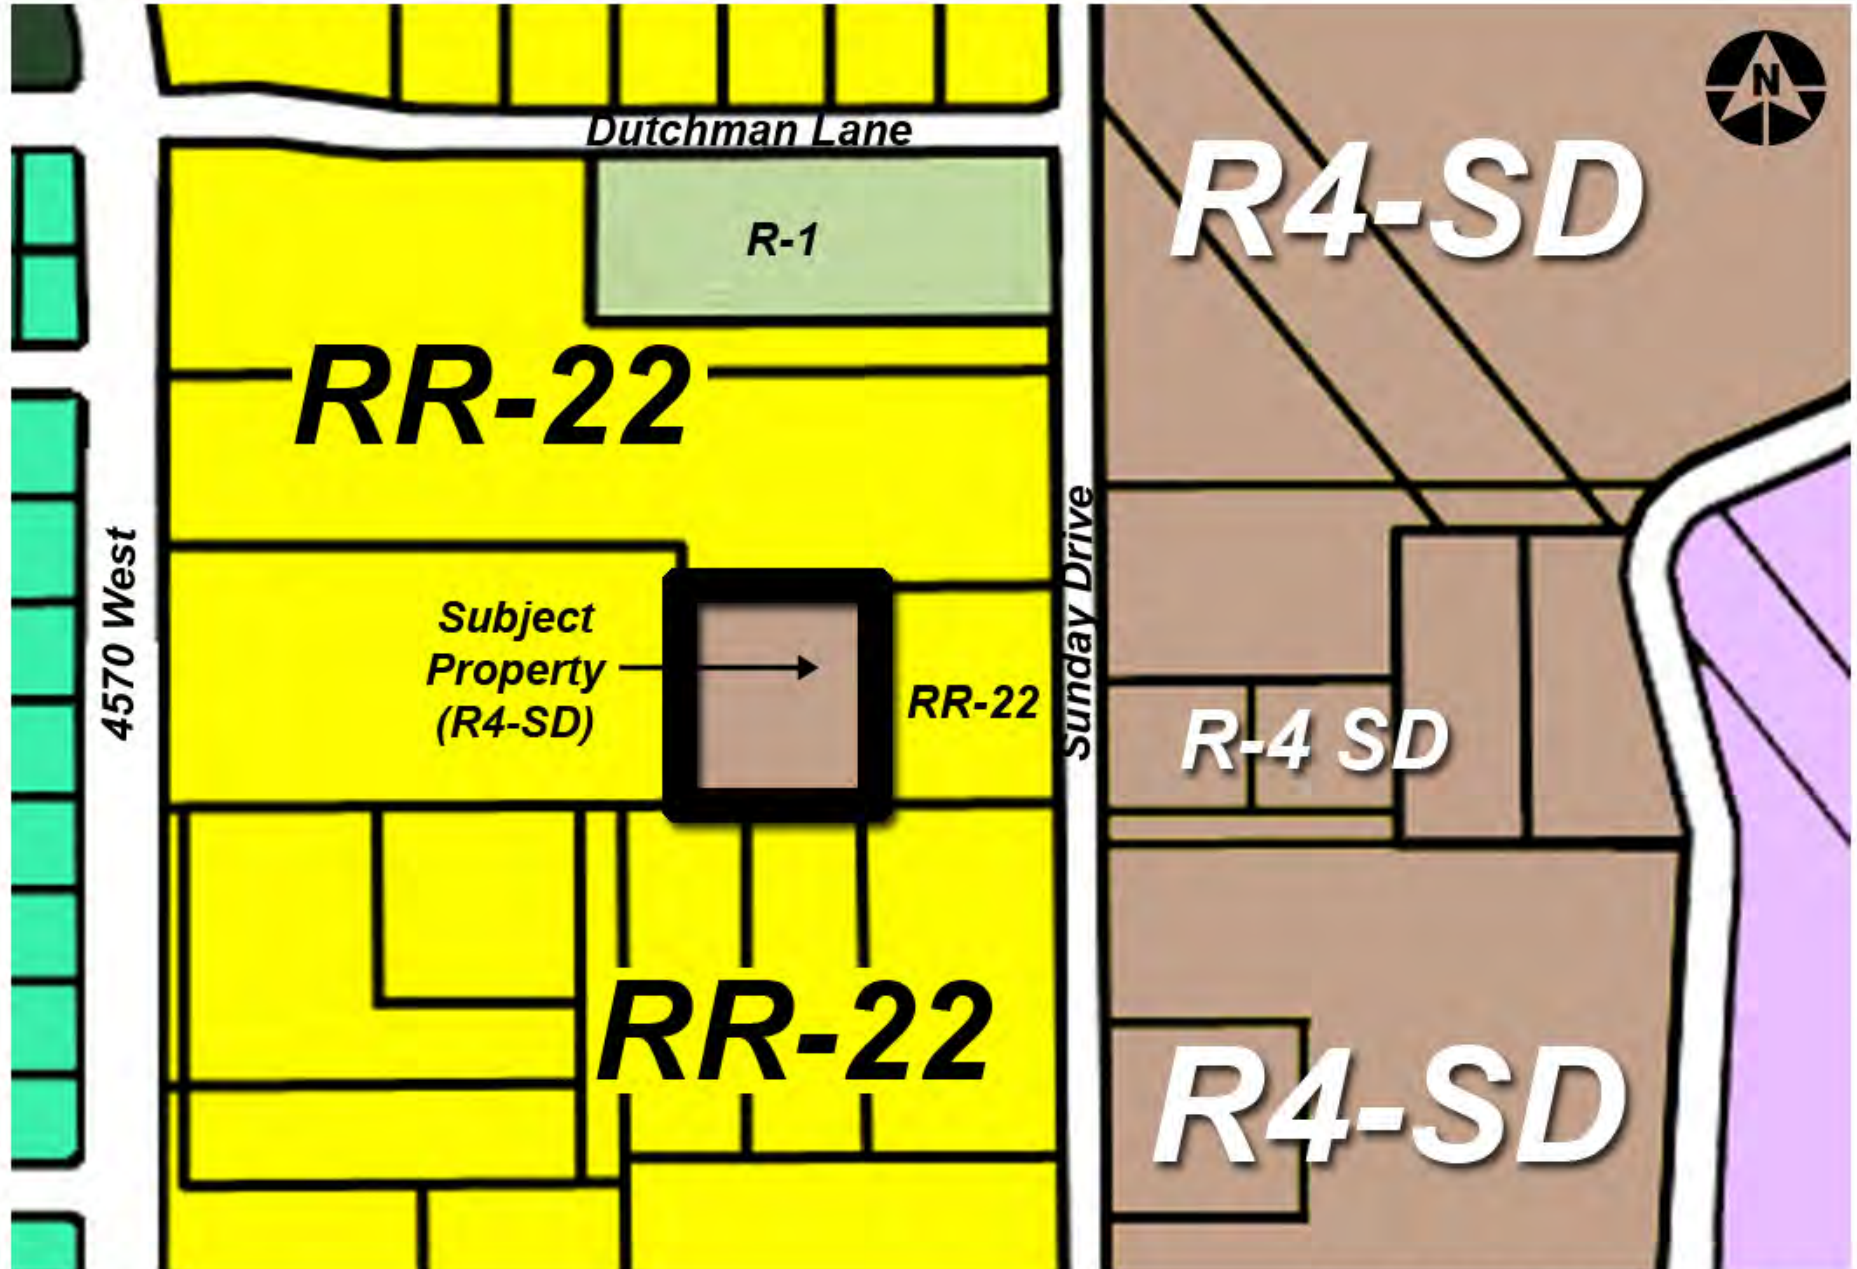 N
Dutchman Lane
R4-SD
R-1
RR-22
4570 West
Subject
Property
(R4-SD)
RR-22
Sunday Drive
R-4 SD
RR-22
R4-SD